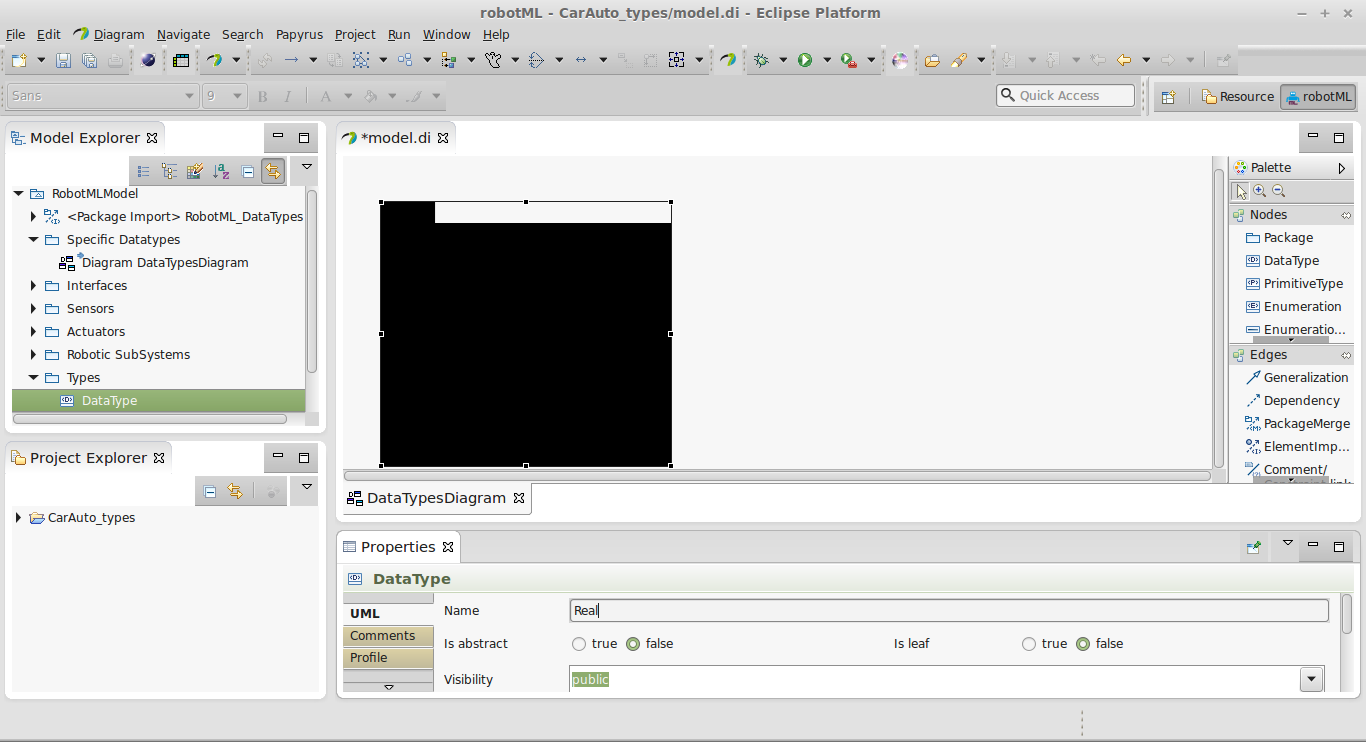 robotML - CarAuto_types/model.di - Eclipse Platform
File Edit Diagram Navigate Search Papyrus Project Run Window Help
Sans 9 B I A Quick Access Resource robotML
Model Explorer
RobotMLModel
<Package Import> RobotML_DataTypes
Specific Datatypes
Diagram DataTypesDiagram
Interfaces
Sensors
Actuators
Robotic SubSystems
Types
DataType
Project Explorer
CarAuto_types
*model.di
Palette
Nodes
Package
DataType
PrimitiveType
Enumeration
Enumeratio...
Edges
Generalization
Dependency
PackageMerge
ElementImp...
Comment/
DataTypesDiagram
Properties
DataType
UML
Comments
Profile
Name Real
Is abstract true false Is leaf true false
Visibility public